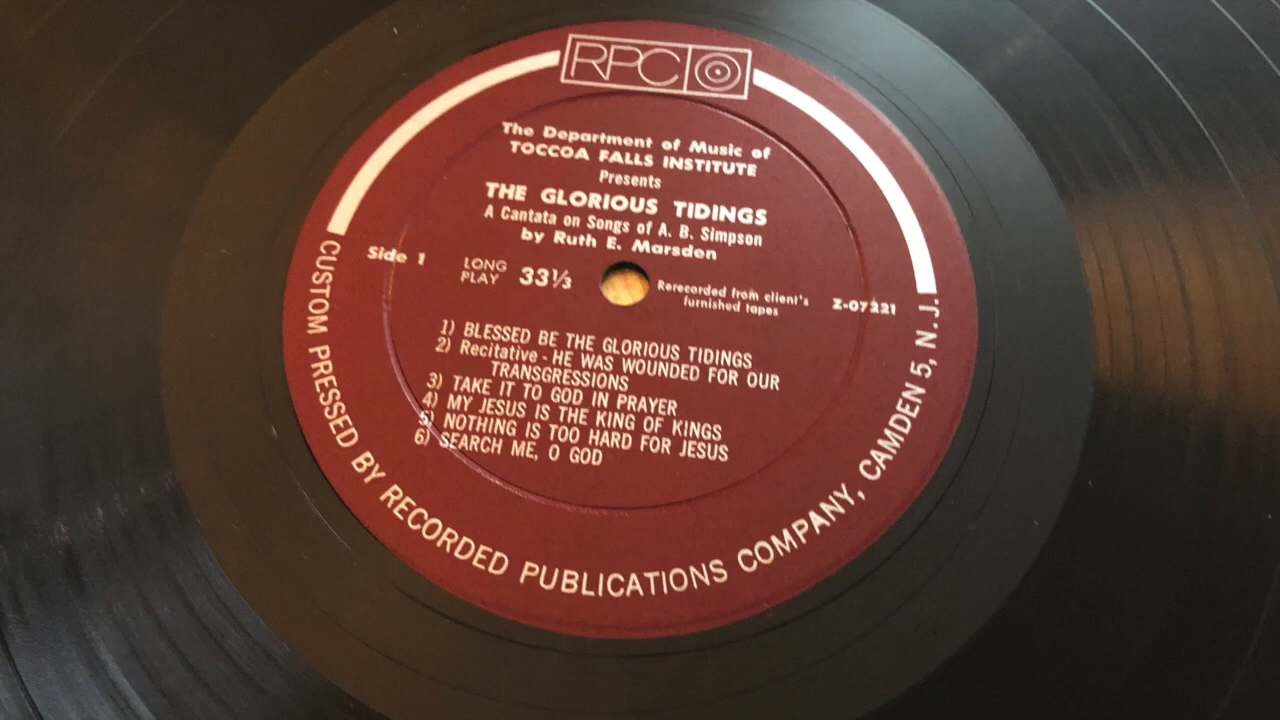 RPC
The Department of Music of
TOCCOA FALLS INSTITUTE
Presents
THE GLORIOUS TIDINGS
A Cantata on Songs of A. B. Simpson
by Ruth E. Marsden
Side 1
LONG
PLAY 33⅓
Rerecorded from client's
furnished tapes
Z-07221
1) BLESSED BE THE GLORIOUS TIDINGS
2) Recitative - HE WAS WOUNDED FOR OUR
TRANSGRESSIONS
3) TAKE IT TO GOD IN PRAYER
4) MY JESUS IS THE KING OF KINGS
5) NOTHING IS TOO HARD FOR JESUS
6) SEARCH ME, O GOD
CUSTOM PRESSED BY RECORDED PUBLICATIONS COMPANY, CAMDEN 5, N. J.